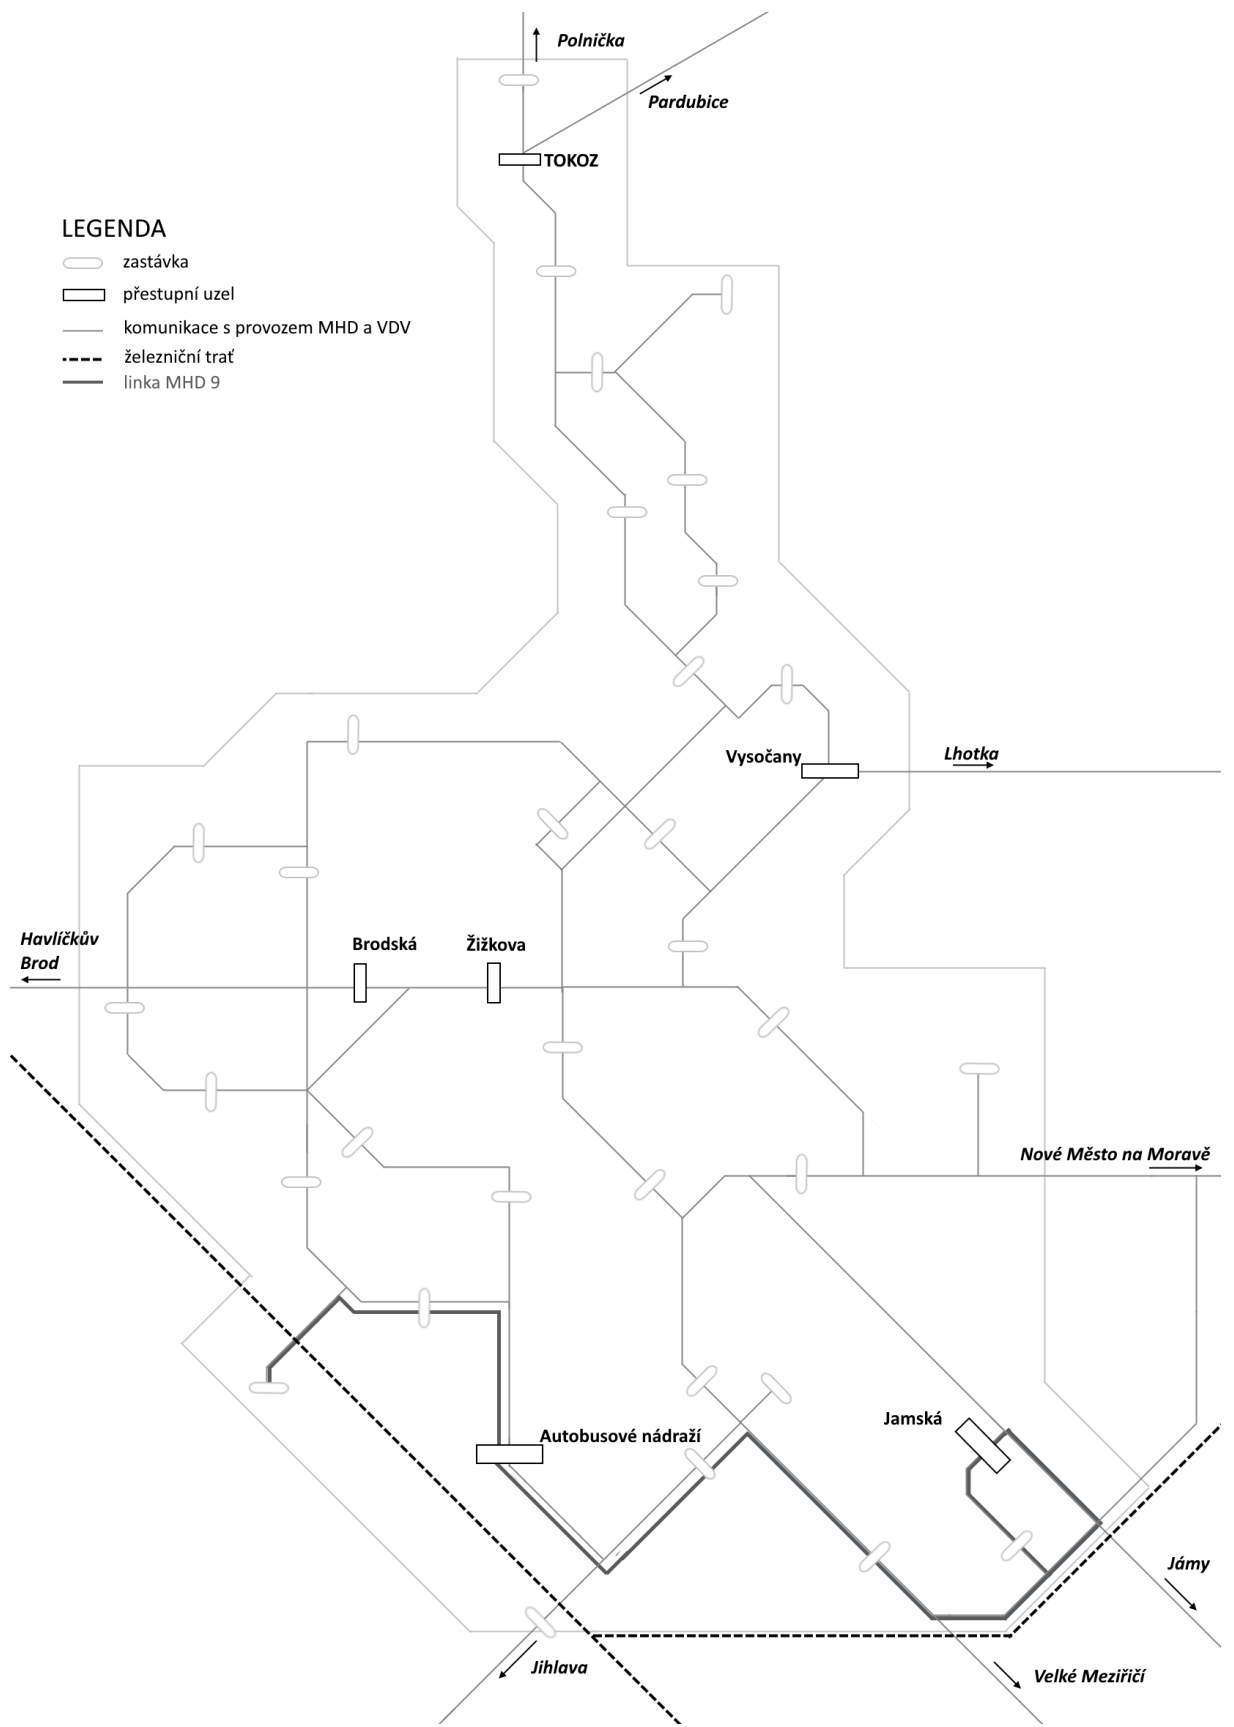 Polnička
Pardubice
TOKOZ
LEGENDA
zastávka
přestupní uzel
komunikace s provozem MHD a VDV
železniční trať
linka MHD 9
Vysočany
Lhotka
Havlíčkův
Brod
Brodská
Žižkova
Nové Město na Moravě
Jamská
Autobusové nádraží
Jámy
Jihlava
Velké Meziříčí